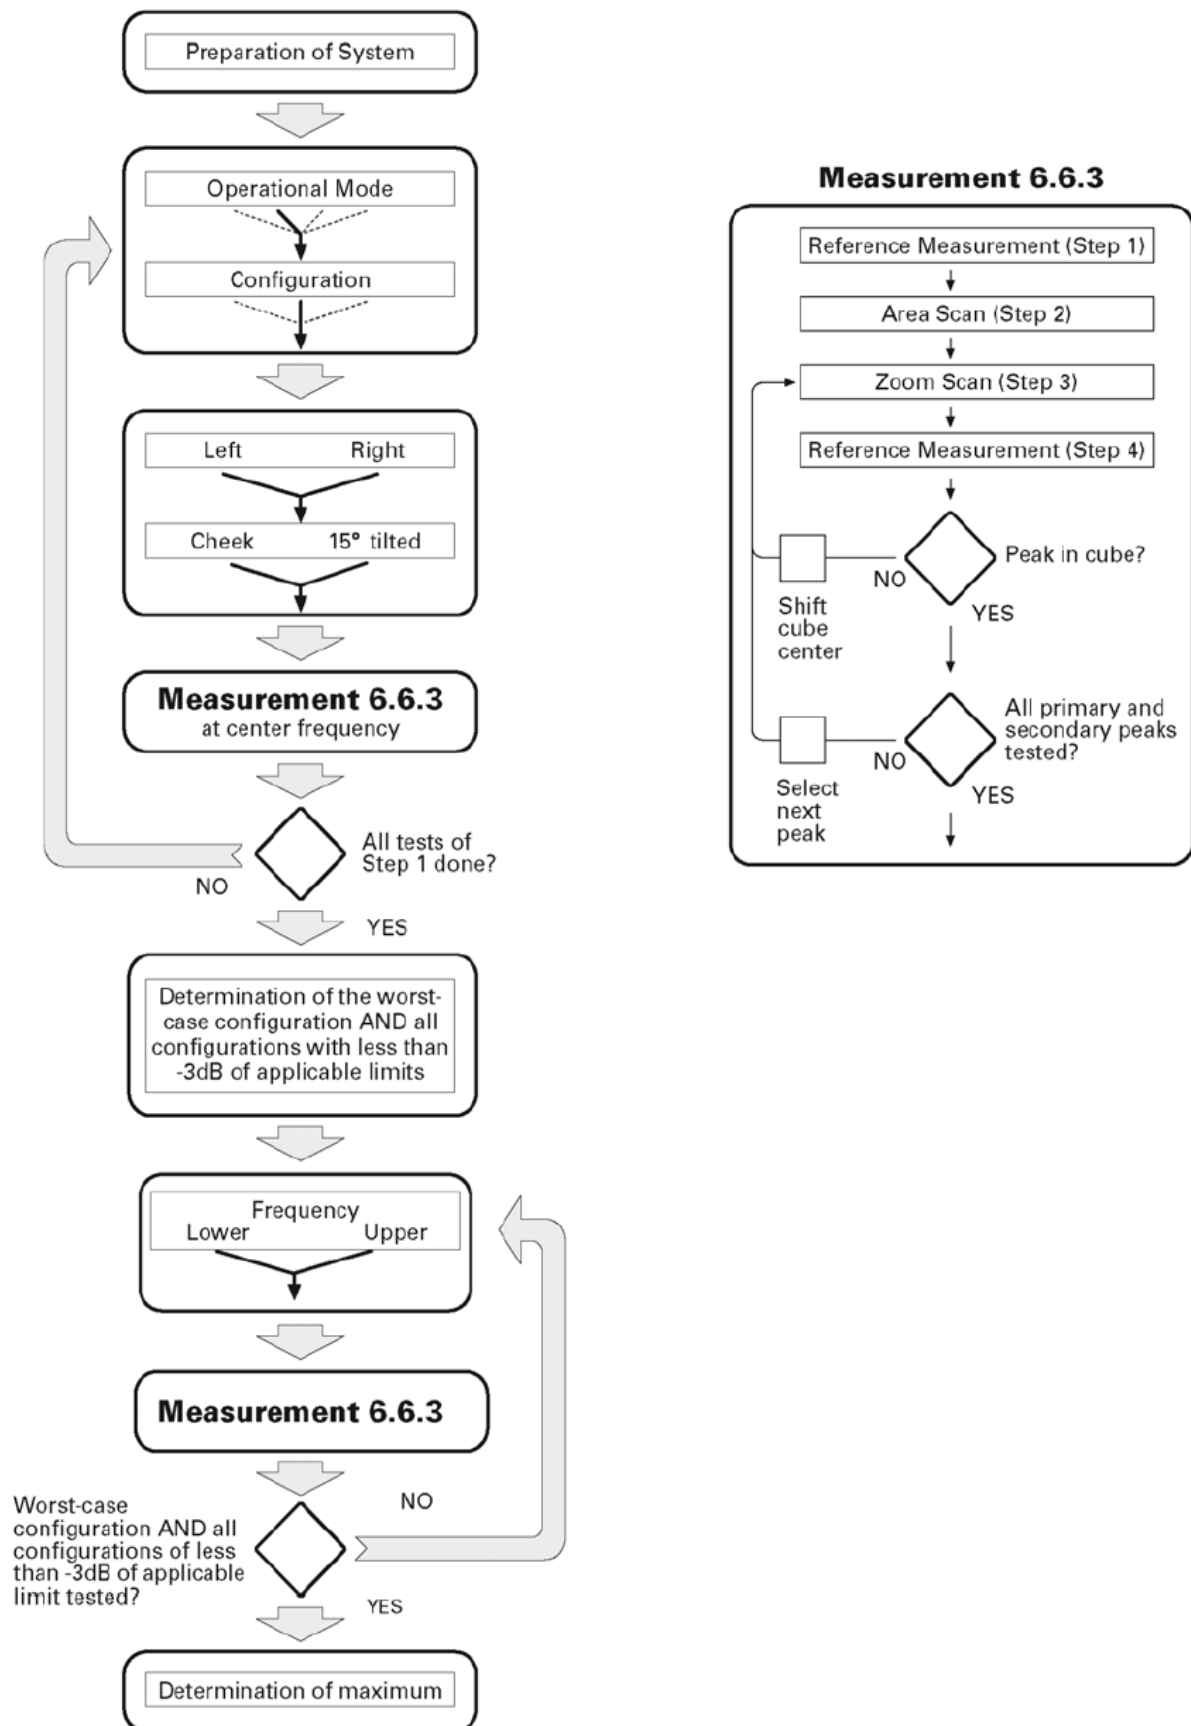 Preparation of System
Operational Mode
Configuration
Left Right
Cheek 15° tilted
Measurement 6.6.3
at center frequency
All tests of
Step 1 done?
NO
YES
Determination of the worst-
case configuration AND all
configurations with less than
-3dB of applicable limits
Frequency
Lower Upper
Measurement 6.6.3
NO
Worst-case
configuration AND all
configurations of less
than -3dB of applicable
limit tested?
YES
Determination of maximum
Measurement 6.6.3
Reference Measurement (Step 1)
Area Scan (Step 2)
Zoom Scan (Step 3)
Reference Measurement (Step 4)
Peak in cube?
NO
Shift
cube
center
YES
All primary and
secondary peaks
tested?
NO
Select
next
peak
YES